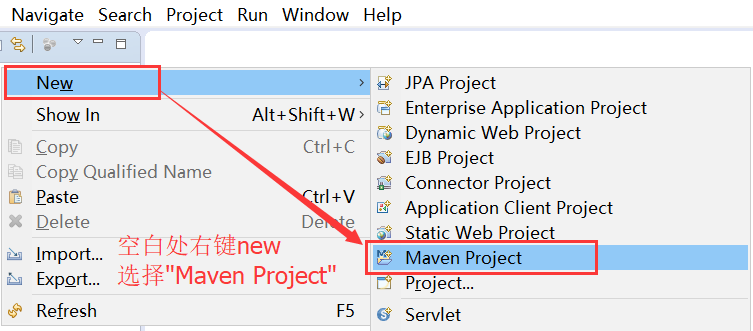 Navigate Search Project Run Window Help
New
Show In Alt+Shift+W
Copy Ctrl+C
Copy Qualified Name
Paste Ctrl+V
Delete Delete
Import...
Export...
Refresh F5
空白处右键new
选择"Maven Project"
JPA Project
Enterprise Application Project
Dynamic Web Project
EJB Project
Connector Project
Application Client Project
Static Web Project
Maven Project
Project...
Servlet